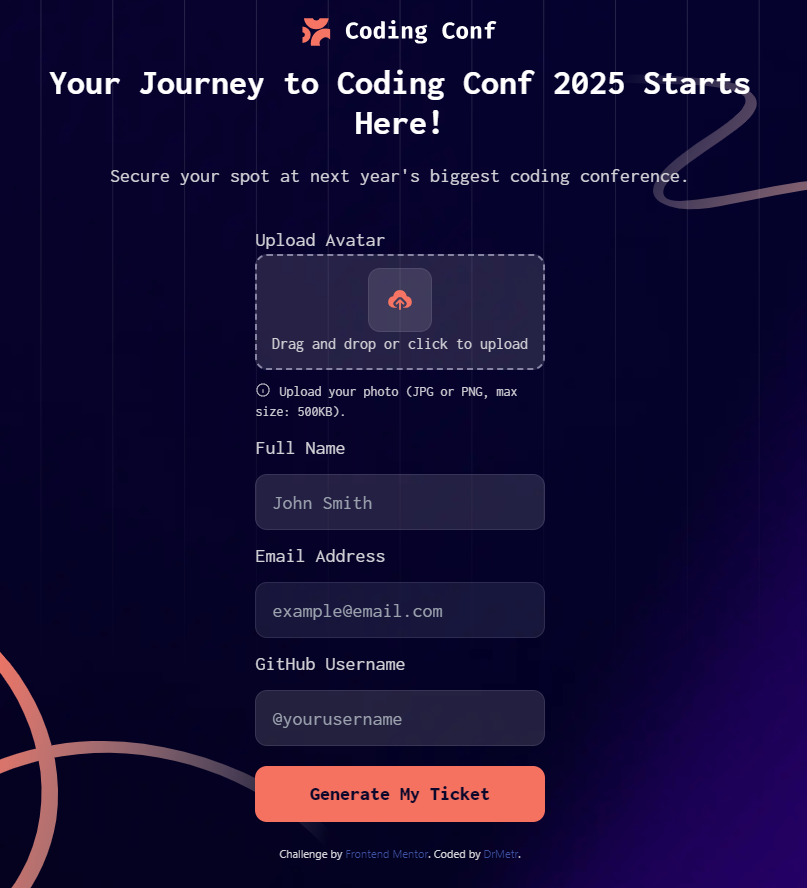 Coding Conf
Your Journey to Coding Conf 2025 Starts
Here!
Secure your spot at next year's biggest coding conference.
Upload Avatar
Drag and drop or click to upload
Upload your photo (JPG or PNG, max
size: 500KB).
Full Name
John Smith
Email Address
example@email.com
GitHub Username
@yourusername
Generate My Ticket
Challenge by Frontend Mentor. Coded by DrMetr.